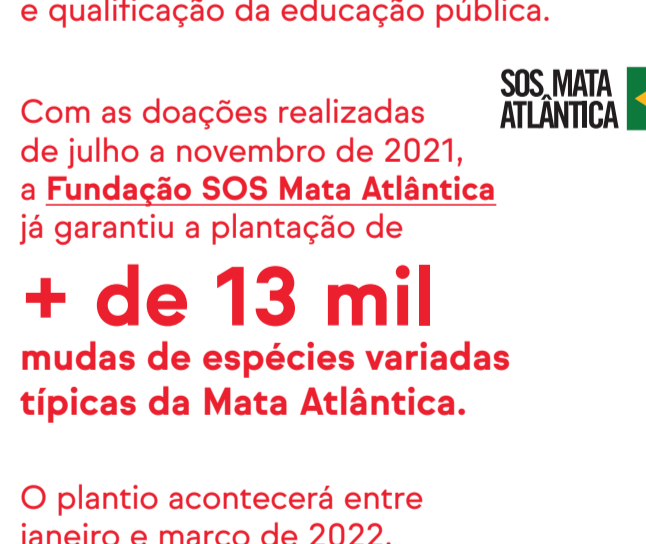 e qualificação da educação pública.
SOS MATA
ATLÂNTICA
Com as doações realizadas
de julho a novembro de 2021,
a Fundação SOS Mata Atlântica
já garantiu a plantação de
+ de 13 mil
mudas de espécies variadas
típicas da Mata Atlântica.
O plantio acontecerá entre
janeiro e março de 2022.